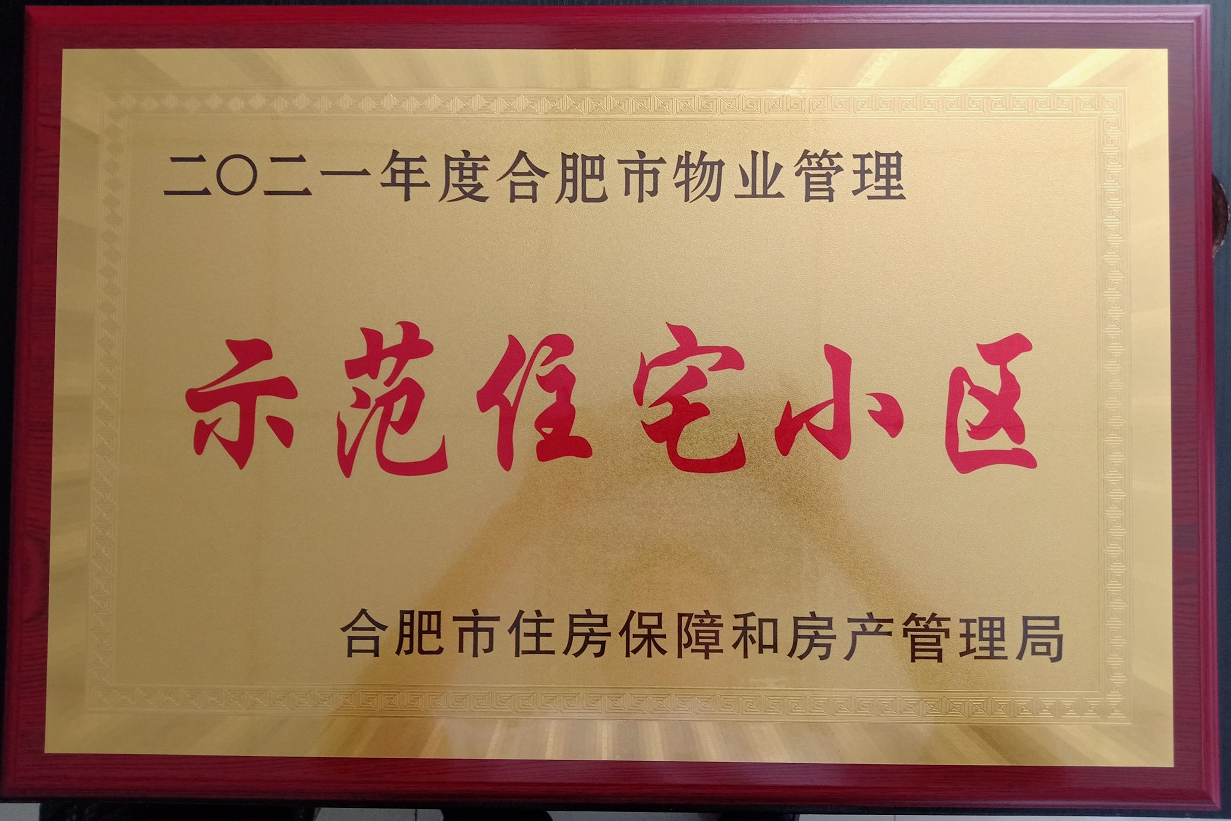 二〇二一年度合肥市物业管理
示范住宅小区
合肥市住房保障和房产管理局